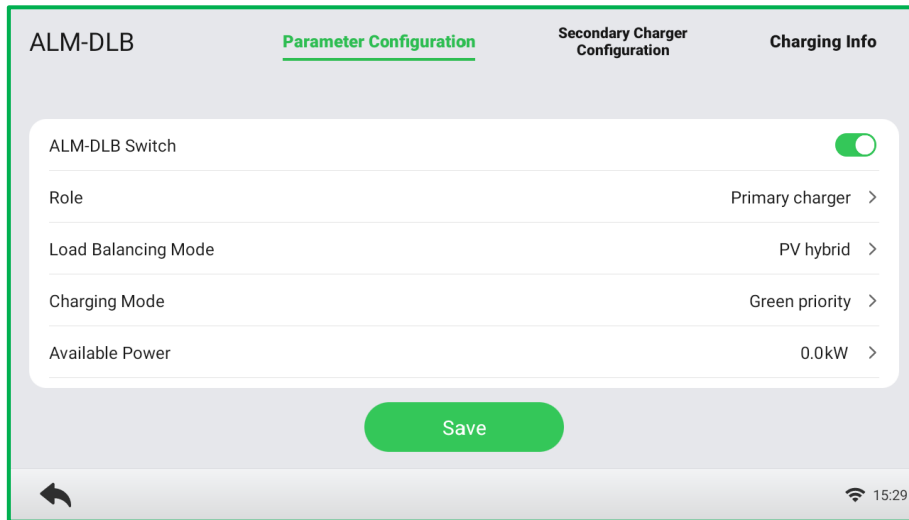 ALM-DLB
Parameter Configuration
Secondary Charger
Configuration
Charging Info
ALM-DLB Switch
Role
Primary charger
Load Balancing Mode
PV hybrid
Charging Mode
Green priority
Available Power
0.0kW
Save
15:29